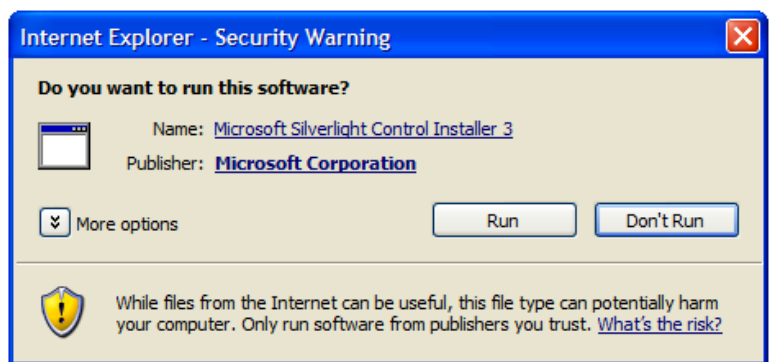 Internet Explorer - Security Warning
Do you want to run this software?
Name: Microsoft Silverlight Control Installer 3
Publisher: Microsoft Corporation
More options Run Don't Run
While files from the Internet can be useful, this file type can potentially harm
your computer. Only run software from publishers you trust. What's the risk?